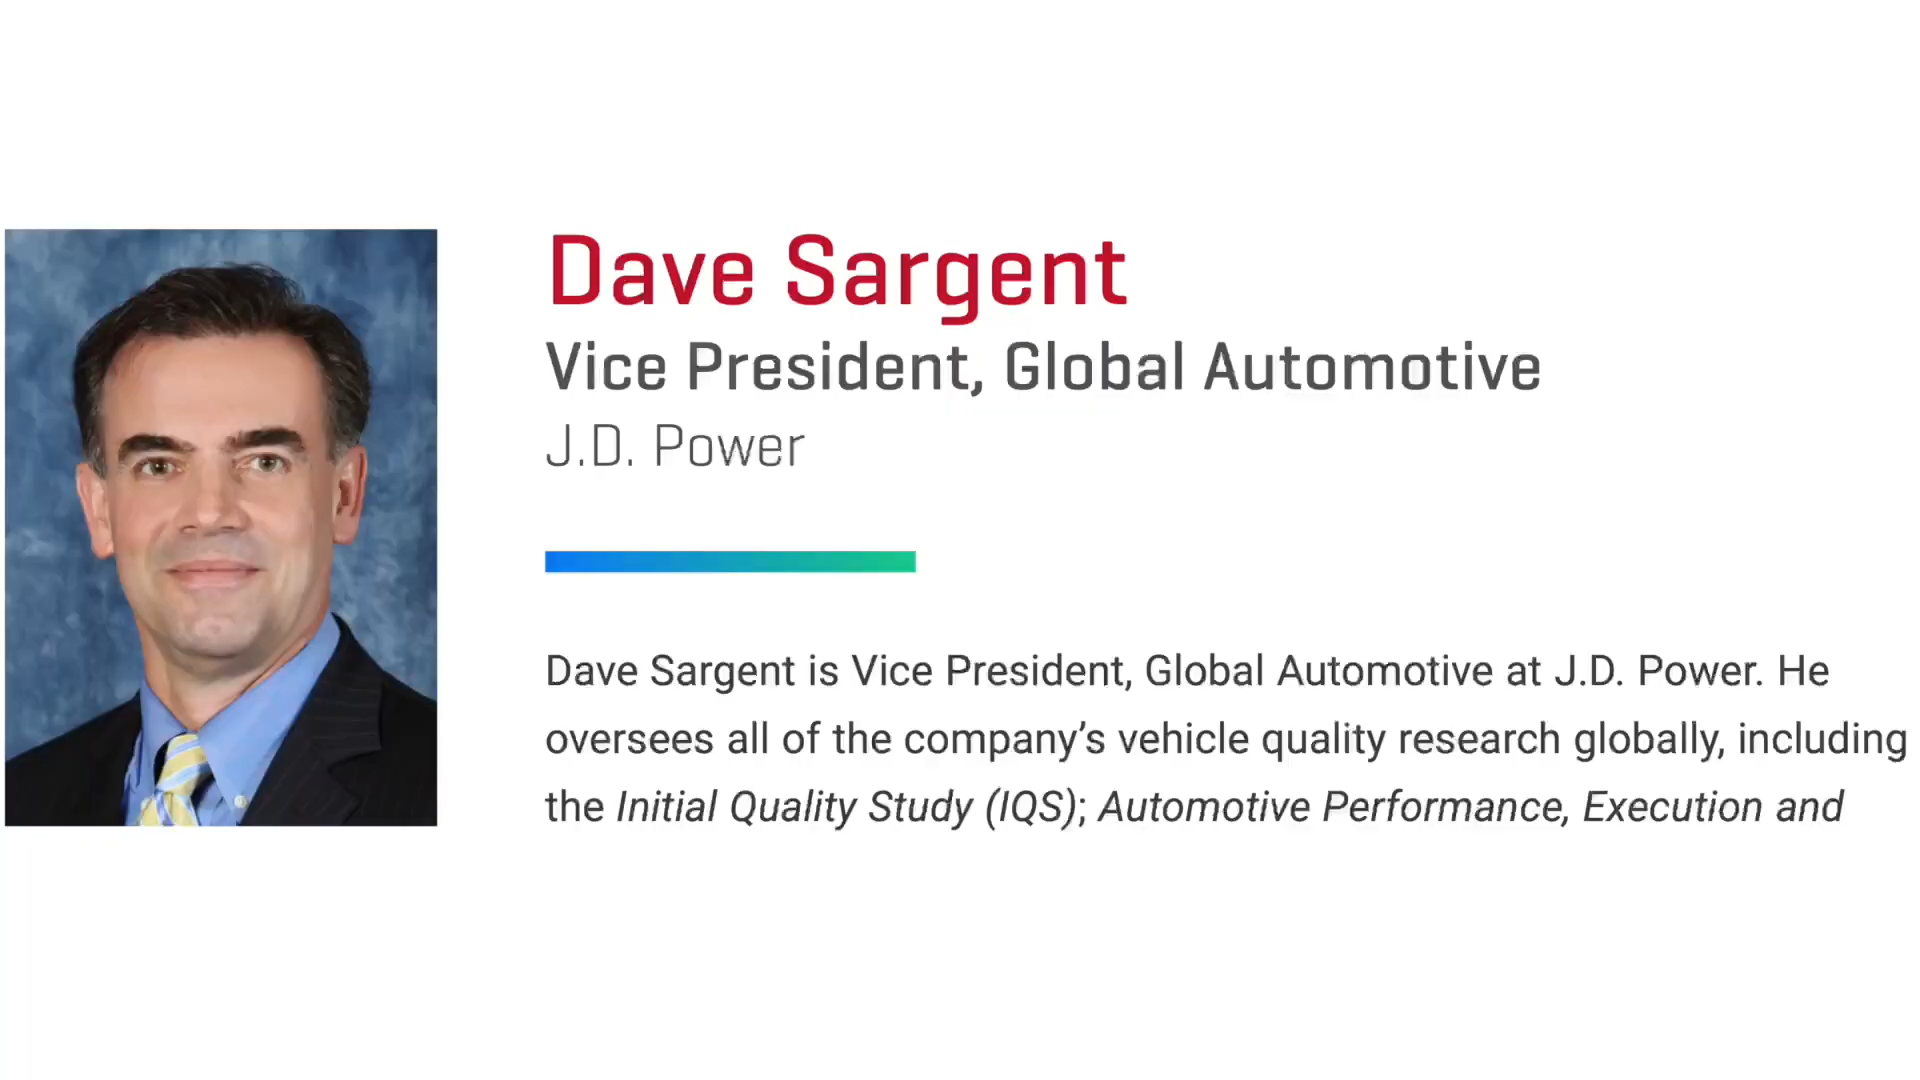 Dave Sargent
Vice President, Global Automotive
J.D. Power
Dave Sargent is Vice President, Global Automotive at J.D. Power. He
oversees all of the company’s vehicle quality research globally, including
the Initial Quality Study (IQS); Automotive Performance, Execution and